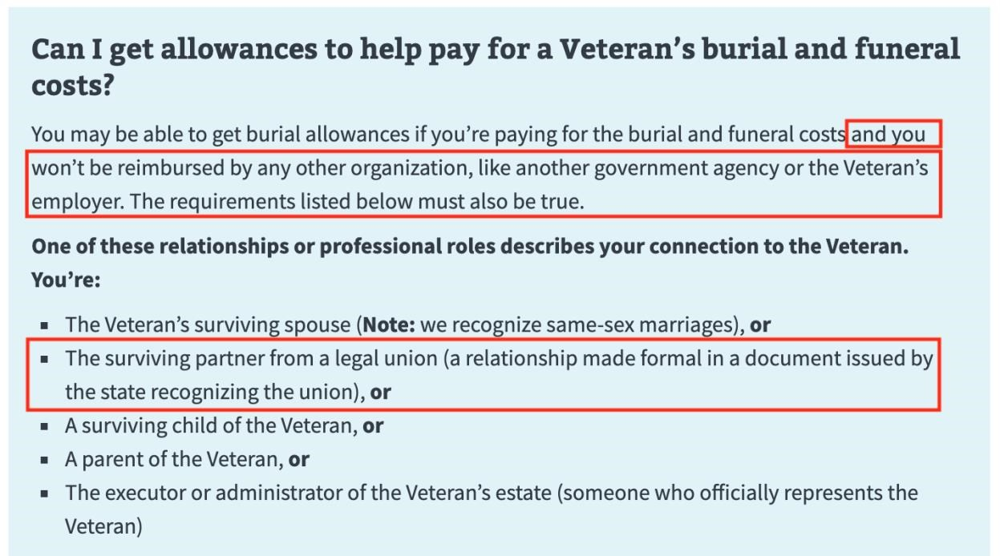 Can I get allowances to help pay for a Veteran’s burial and funeral
costs?
You may be able to get burial allowances if you’re paying for the burial and funeral costs and you
won’t be reimbursed by any other organization, like another government agency or the Veteran’s
employer. The requirements listed below must also be true.
One of these relationships or professional roles describes your connection to the Veteran.
You’re:
▪ The Veteran’s surviving spouse (Note: we recognize same-sex marriages), or
▪ The surviving partner from a legal union (a relationship made formal in a document issued by
the state recognizing the union), or
▪ A surviving child of the Veteran, or
▪ A parent of the Veteran, or
▪ The executor or administrator of the Veteran’s estate (someone who officially represents the
Veteran)